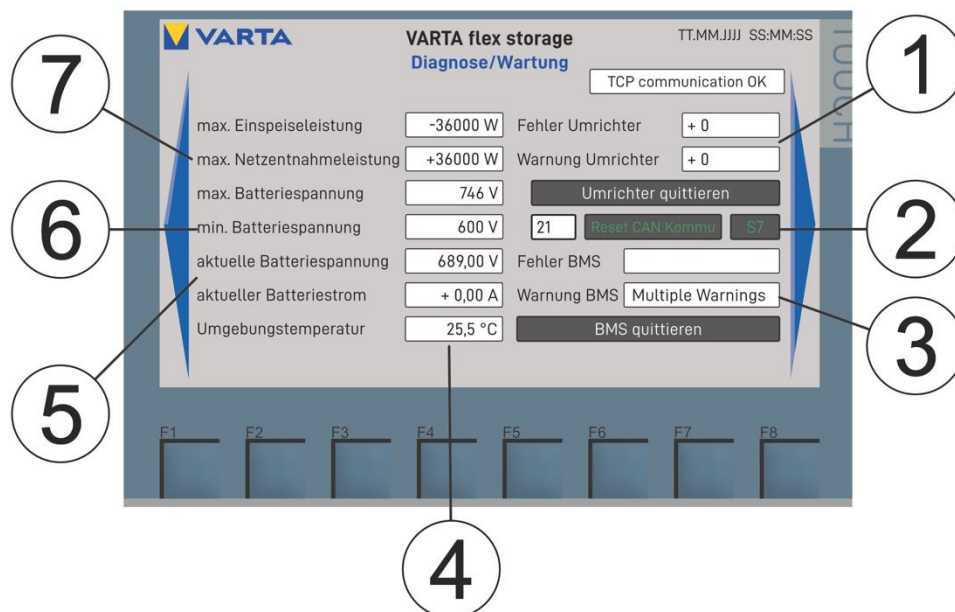 VARTA
VARTA flex storage
TT.MM.JJJJ SS:MM:SS
Diagnose/Wartung
TCP communication OK
TOUCH
max. Einspeiseleistung -36000 W Fehler Umrichter + 0
max. Netzentnahmeleistung +36000 W Warnung Umrichter + 0
max. Batteriespannung 746 V Umrichter quittieren
min. Batteriespannung 600 V 21 Reset CAN Kommu S7
aktuelle Batteriespannung 689,00 V Fehler BMS
aktueller Batteriestrom + 0,00 A Warnung BMS Multiple Warnings
Umgebungstemperatur 25,5 °C BMS quittieren
F1 F2 F3 F4 F5 F6 F7 F8
1
2
3
4
5
6
7